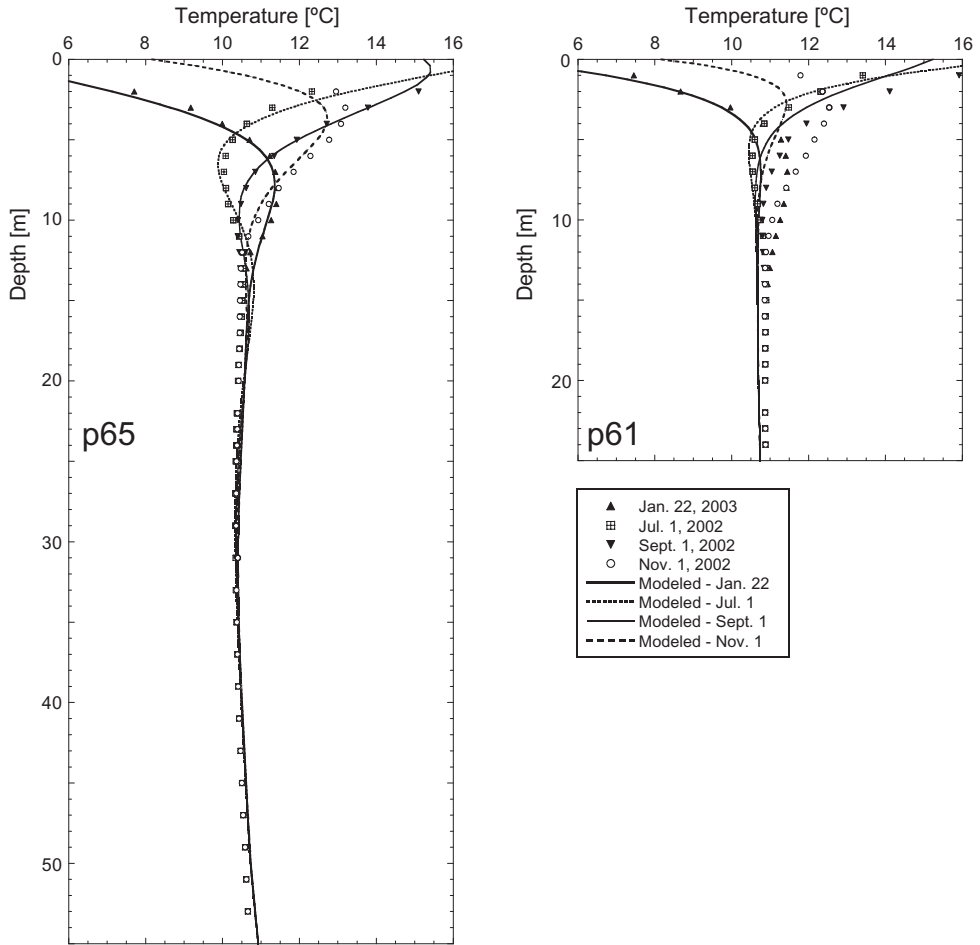 Temperature [ºC]
6 8 10 12 14 16
0
10
20
30
40
50
Depth [m]
p65
Temperature [ºC]
6 8 10 12 14 16
0
10
20
Depth [m]
p61
Jan. 22, 2003
Jul. 1, 2002
Sept. 1, 2002
Nov. 1, 2002
Modeled - Jan. 22
Modeled - Jul. 1
Modeled - Sept. 1
Modeled - Nov. 1